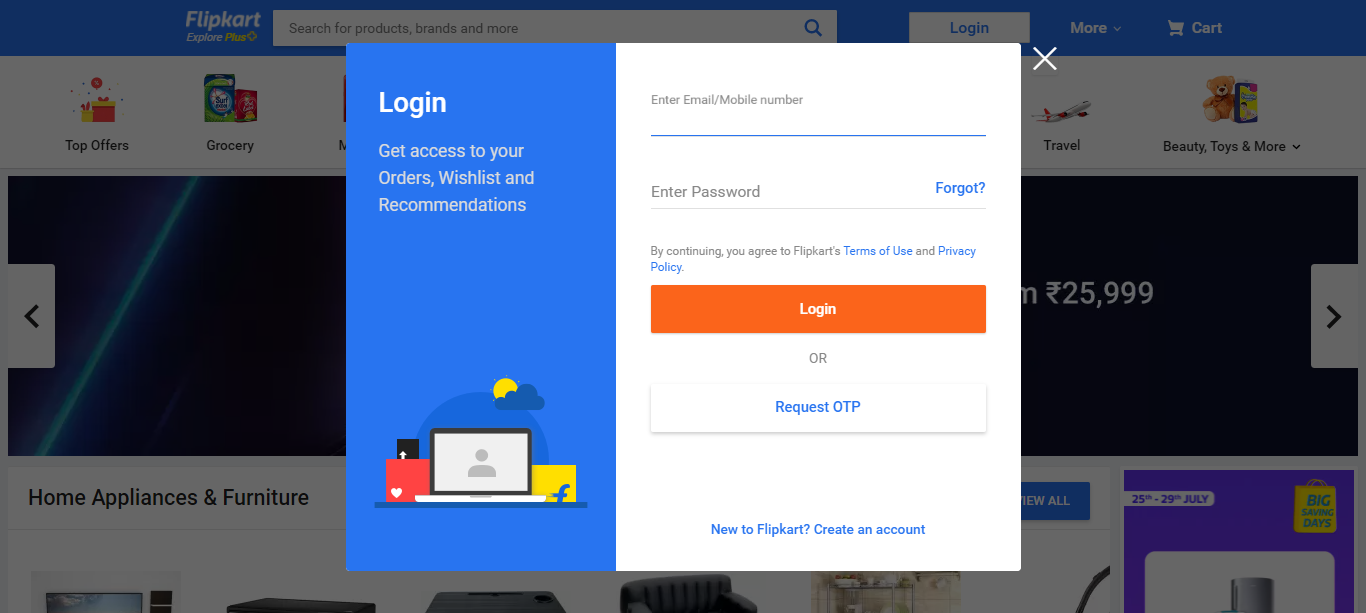 Flipkart
Explore Plus
Search for products, brands and more
Login
More
Cart
Top Offers
Grocery
M
Travel
Beauty, Toys & More
Login
Get access to your
Orders, Wishlist and
Recommendations
Enter Email/Mobile number
Enter Password
Forgot?
By continuing, you agree to Flipkart's Terms of Use and Privacy
Policy.
Login
OR
Request OTP
New to Flipkart? Create an account
m ₹25,999
Home Appliances & Furniture
VIEW ALL
25th - 29th JULY
BIG
SAVING
DAYS